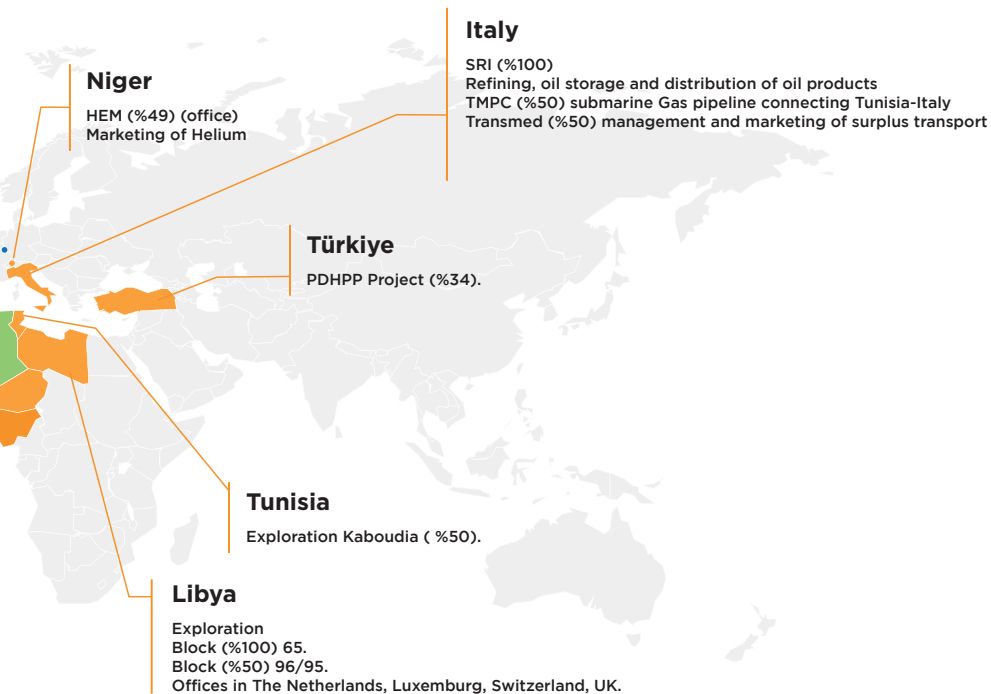 Italy
SRI (%100)
Refining, oil storage and distribution of oil products
TMPC (%50) submarine Gas pipeline connecting Tunisia-Italy
Transmed (%50) management and marketing of surplus transport
Niger
HEM (%49) (office)
Marketing of Helium
Türkiye
PDHPP Project (%34).
Tunisia
Exploration Kaboudia ( %50).
Libya
Exploration
Block (%100) 65.
Block (%50) 96/95.
Offices in The Netherlands, Luxemburg, Switzerland, UK.